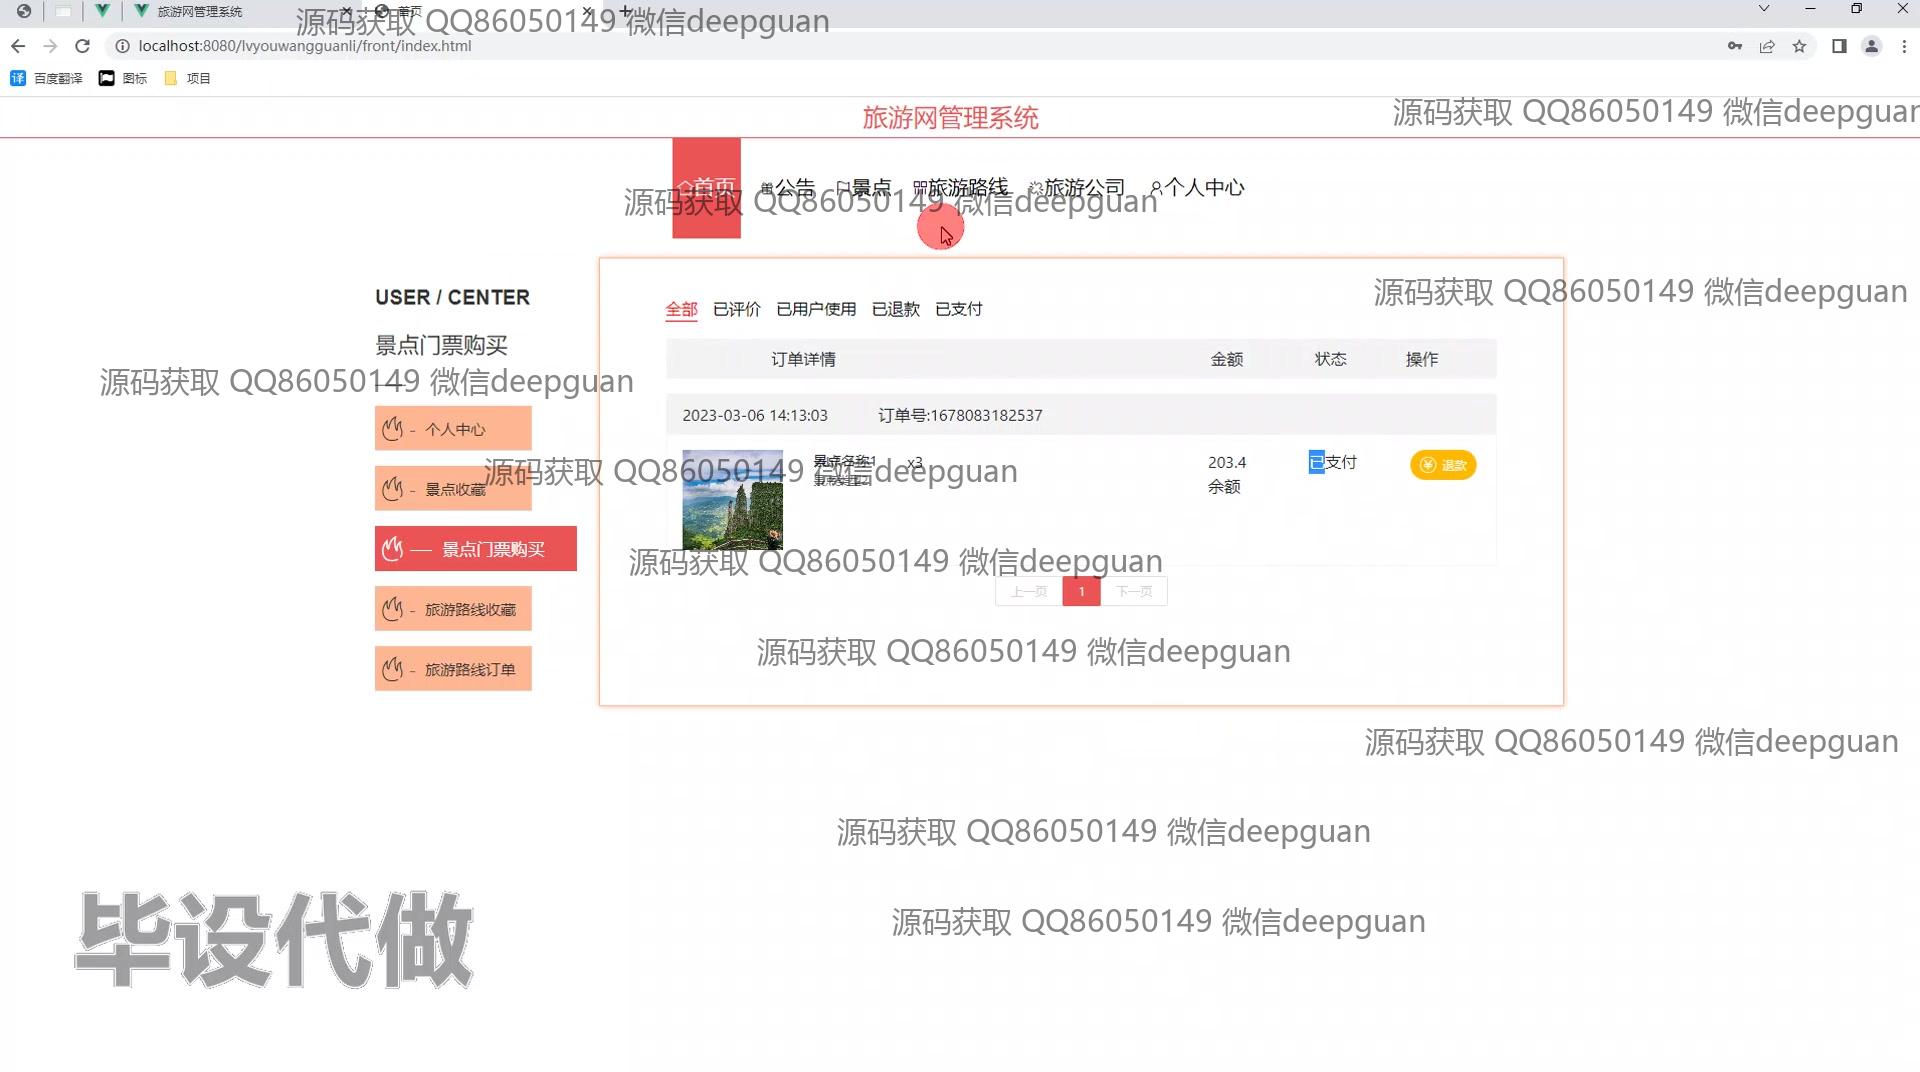 旅游网管理系统
首页
源码获取 QQ86050149 微信deepguan
localhost:8080/lvyouwangguanli/front/index.html
译 百度翻译 图标 项目
旅游网管理系统
源码获取 QQ86050149 微信deepguan
首页 公告 景点 旅游路线 旅游公司 个人中心
源码获取 QQ86050149 微信deepguan
USER / CENTER
景点门票购买
源码获取 QQ86050149 微信deepguan
全部 已评价 已用户使用 已退款 已支付
源码获取 QQ86050149 微信deepguan
订单详情 金额 状态 操作
2023-03-06 14:13:03 订单号:1678083182537
- 个人中心
- 景点收藏
— 景点门票购买
- 旅游路线收藏
- 旅游路线订单
景点名称1 x3 203.4 已支付 退款
余额
源码获取 QQ86050149 微信deepguan
源码获取 QQ86050149 微信deepguan
上一页 1 下一页
源码获取 QQ86050149 微信deepguan
源码获取 QQ86050149 微信deepguan
源码获取 QQ86050149 微信deepguan
源码获取 QQ86050149 微信deepguan
毕设代做